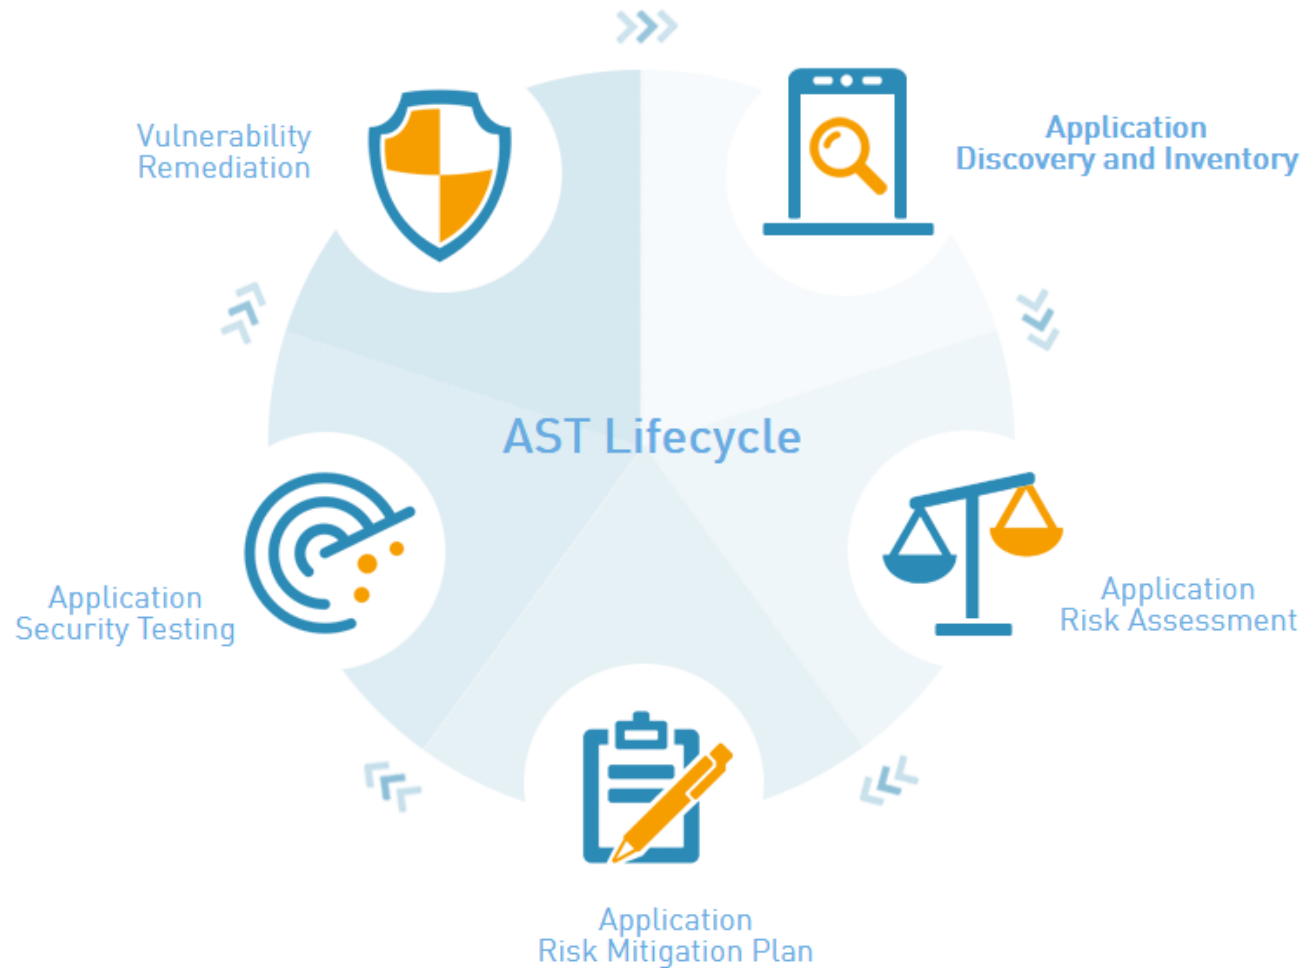 Vulnerability
Remediation
Application
Discovery and Inventory
AST Lifecycle
Application
Security Testing
Application
Risk Assessment
Application
Risk Mitigation Plan